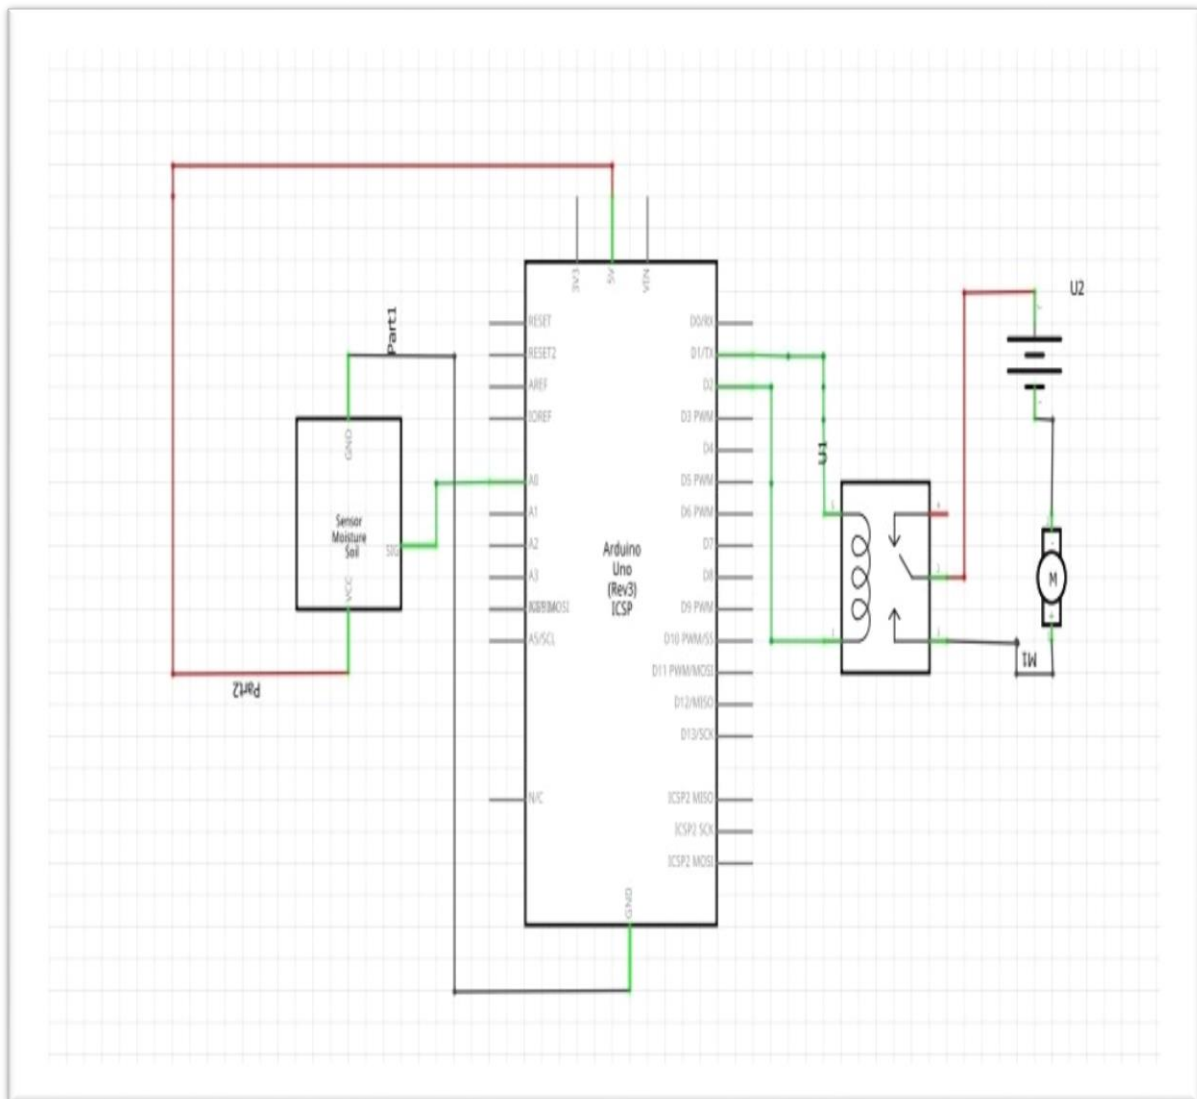 U2
3V3
5V
VIN
Part1
RESET
D0/RX
RESET2
D1/TX
AREF
D2
IOREF
D3 PWM
D4
GND
U1
A0
D5 PWM
A1
D6 PWM
Sensor
Moisture
Soil
SIG
A2
D7
Arduino
Uno
(Rev3)
ICSP
A3
D8
M
VCC
D9 PWM
A5/SCL
D10 PWM/SS
M1
D11 PWM/MOSI
Part2
D12/MISO
D13/SCK
N/C
ICSP2 MISO
ICSP2 SCK
ICSP2 MOSI
GND